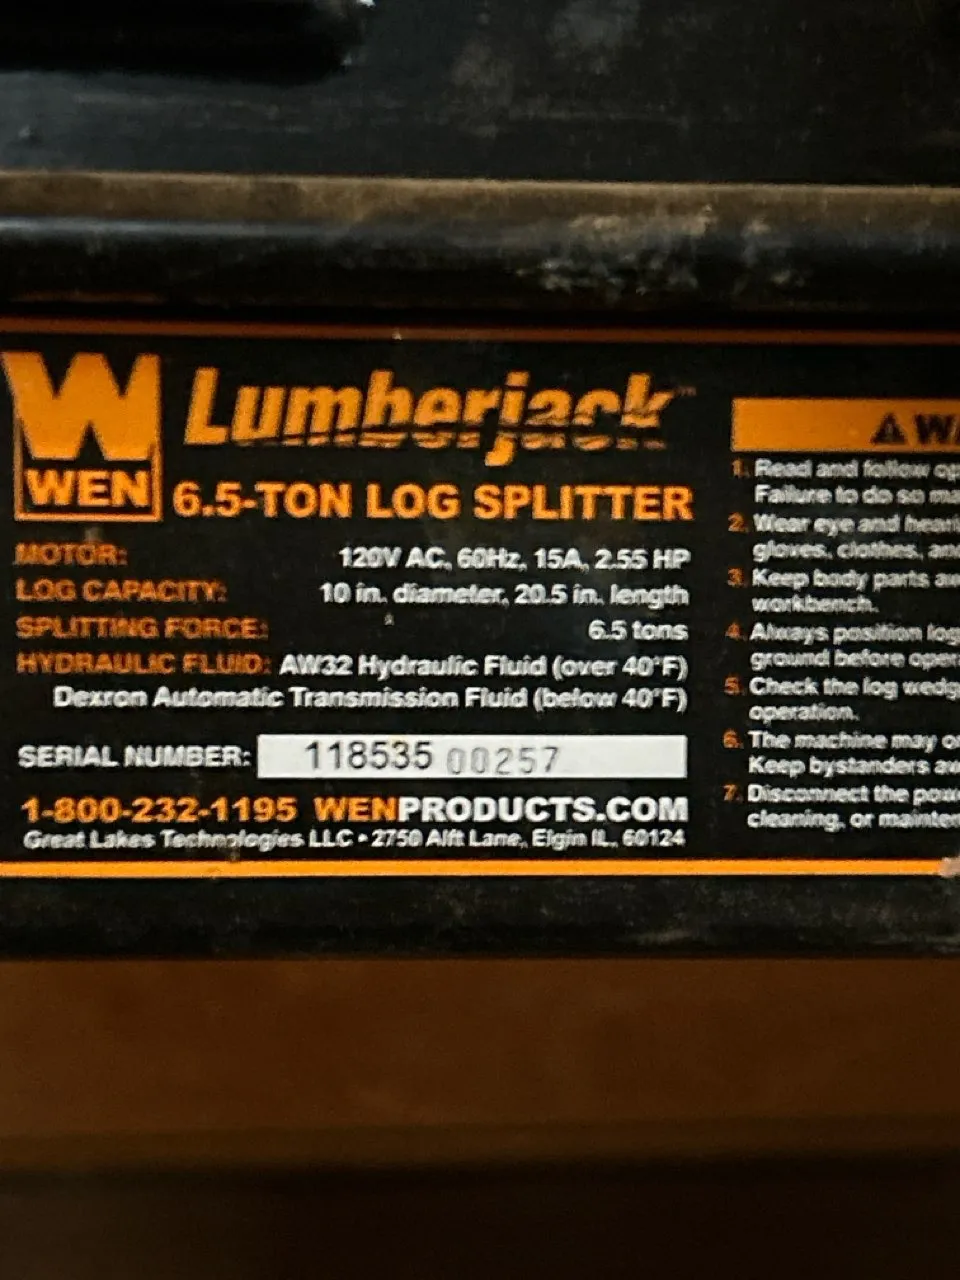 W
WEN
Lumberjack™
6.5-TON LOG SPLITTER
MOTOR: 120V AC, 60Hz, 15A, 2.55 HP
LOG CAPACITY: 10 in. diameter, 20.5 in. length
SPLITTING FORCE: 6.5 tons
HYDRAULIC FLUID: AW32 Hydraulic Fluid (over 40°F)
Dexron Automatic Transmission Fluid (below 40°F)
SERIAL NUMBER: 118535 00257
1-800-232-1195 WENPRODUCTS.COM
Great Lakes Technologies LLC • 2750 Alft Lane, Elgin IL, 60124
1. Read and follow
Failure to do so
2. Wear eye and
gloves, clothes,
3. Keep body parts
workbench.
4. Always position
ground before
5. Check the log
operation.
6. The machine may
Keep bystanders
7. Disconnect the
cleaning, or